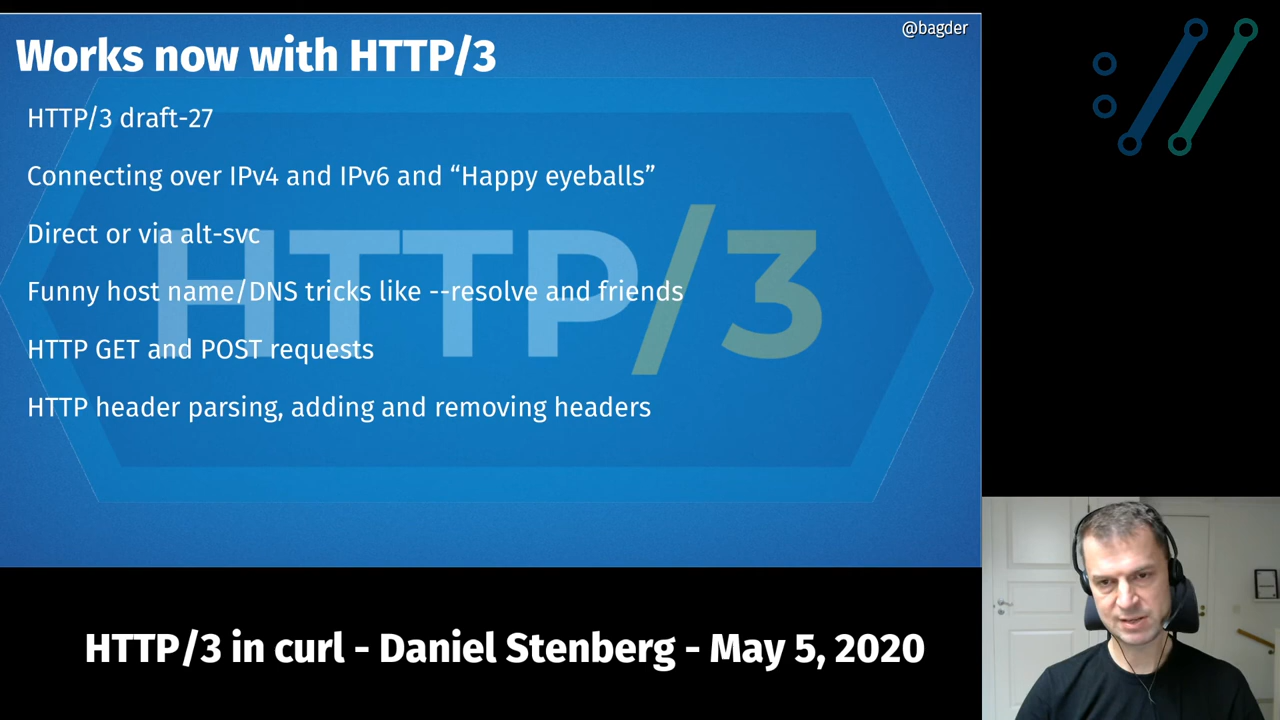 @bagder
Works now with HTTP/3
HTTP/3 draft-27
Connecting over IPv4 and IPv6 and “Happy eyeballs”
Direct or via alt-svc
Funny host name/DNS tricks like --resolve and friends
HTTP GET and POST requests
HTTP header parsing, adding and removing headers
HTTP/3
HTTP/3 in curl - Daniel Stenberg - May 5, 2020